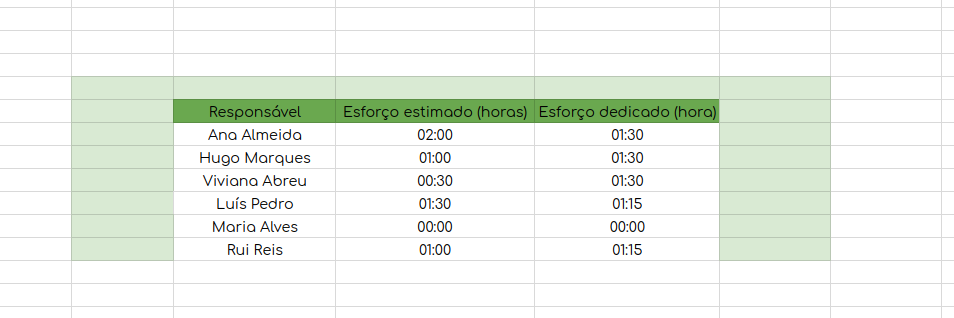 Responsável Esforço estimado (horas) Esforço dedicado (hora)
Ana Almeida 02:00 01:30
Hugo Marques 01:00 01:30
Viviana Abreu 00:30 01:30
Luís Pedro 01:30 01:15
Maria Alves 00:00 00:00
Rui Reis 01:00 01:15